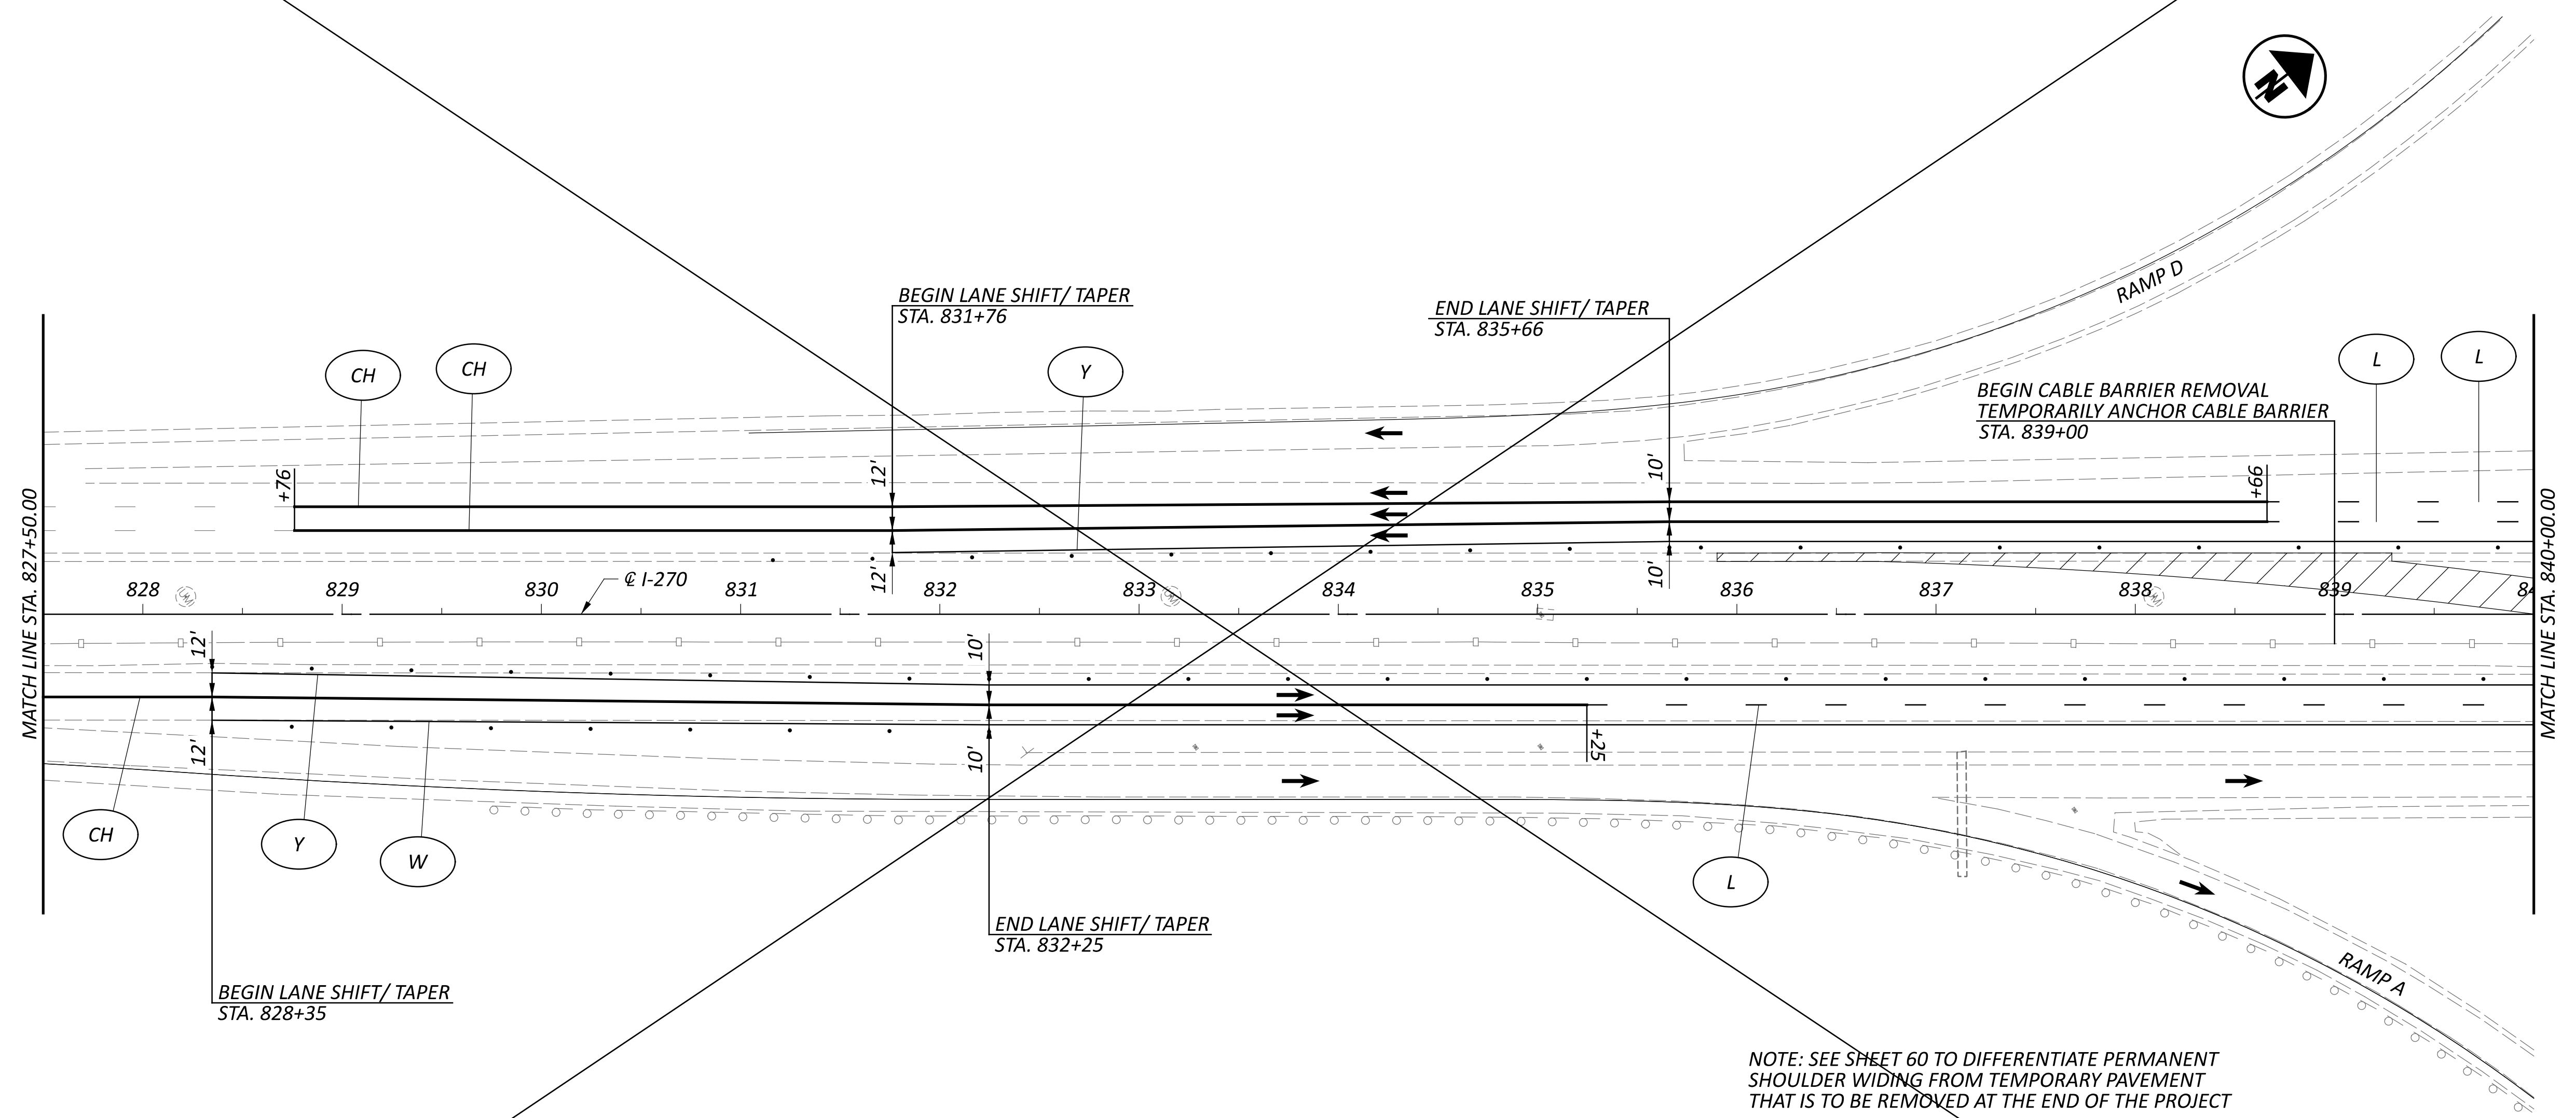 N
RAMP D
BEGIN LANE SHIFT/ TAPER
STA. 831+76
END LANE SHIFT/ TAPER
STA. 835+66
CH
CH
Y
L
L
BEGIN CABLE BARRIER REMOVAL
TEMPORARILY ANCHOR CABLE BARRIER
STA. 839+00
+76
12'
10'
+66
12'
10'
MATCH LINE STA. 827+50.00
MATCH LINE STA. 840+00.00
℄ I-270
828 829 830 831 832 833 834 835 836 837 838 839 84
12'
10'
12'
10'
+25
CH
Y
W
L
END LANE SHIFT/ TAPER
STA. 832+25
BEGIN LANE SHIFT/ TAPER
STA. 828+35
RAMP A
NOTE: SEE SHEET 60 TO DIFFERENTIATE PERMANENT
SHOULDER WIDING FROM TEMPORARY PAVEMENT
THAT IS TO BE REMOVED AT THE END OF THE PROJECT